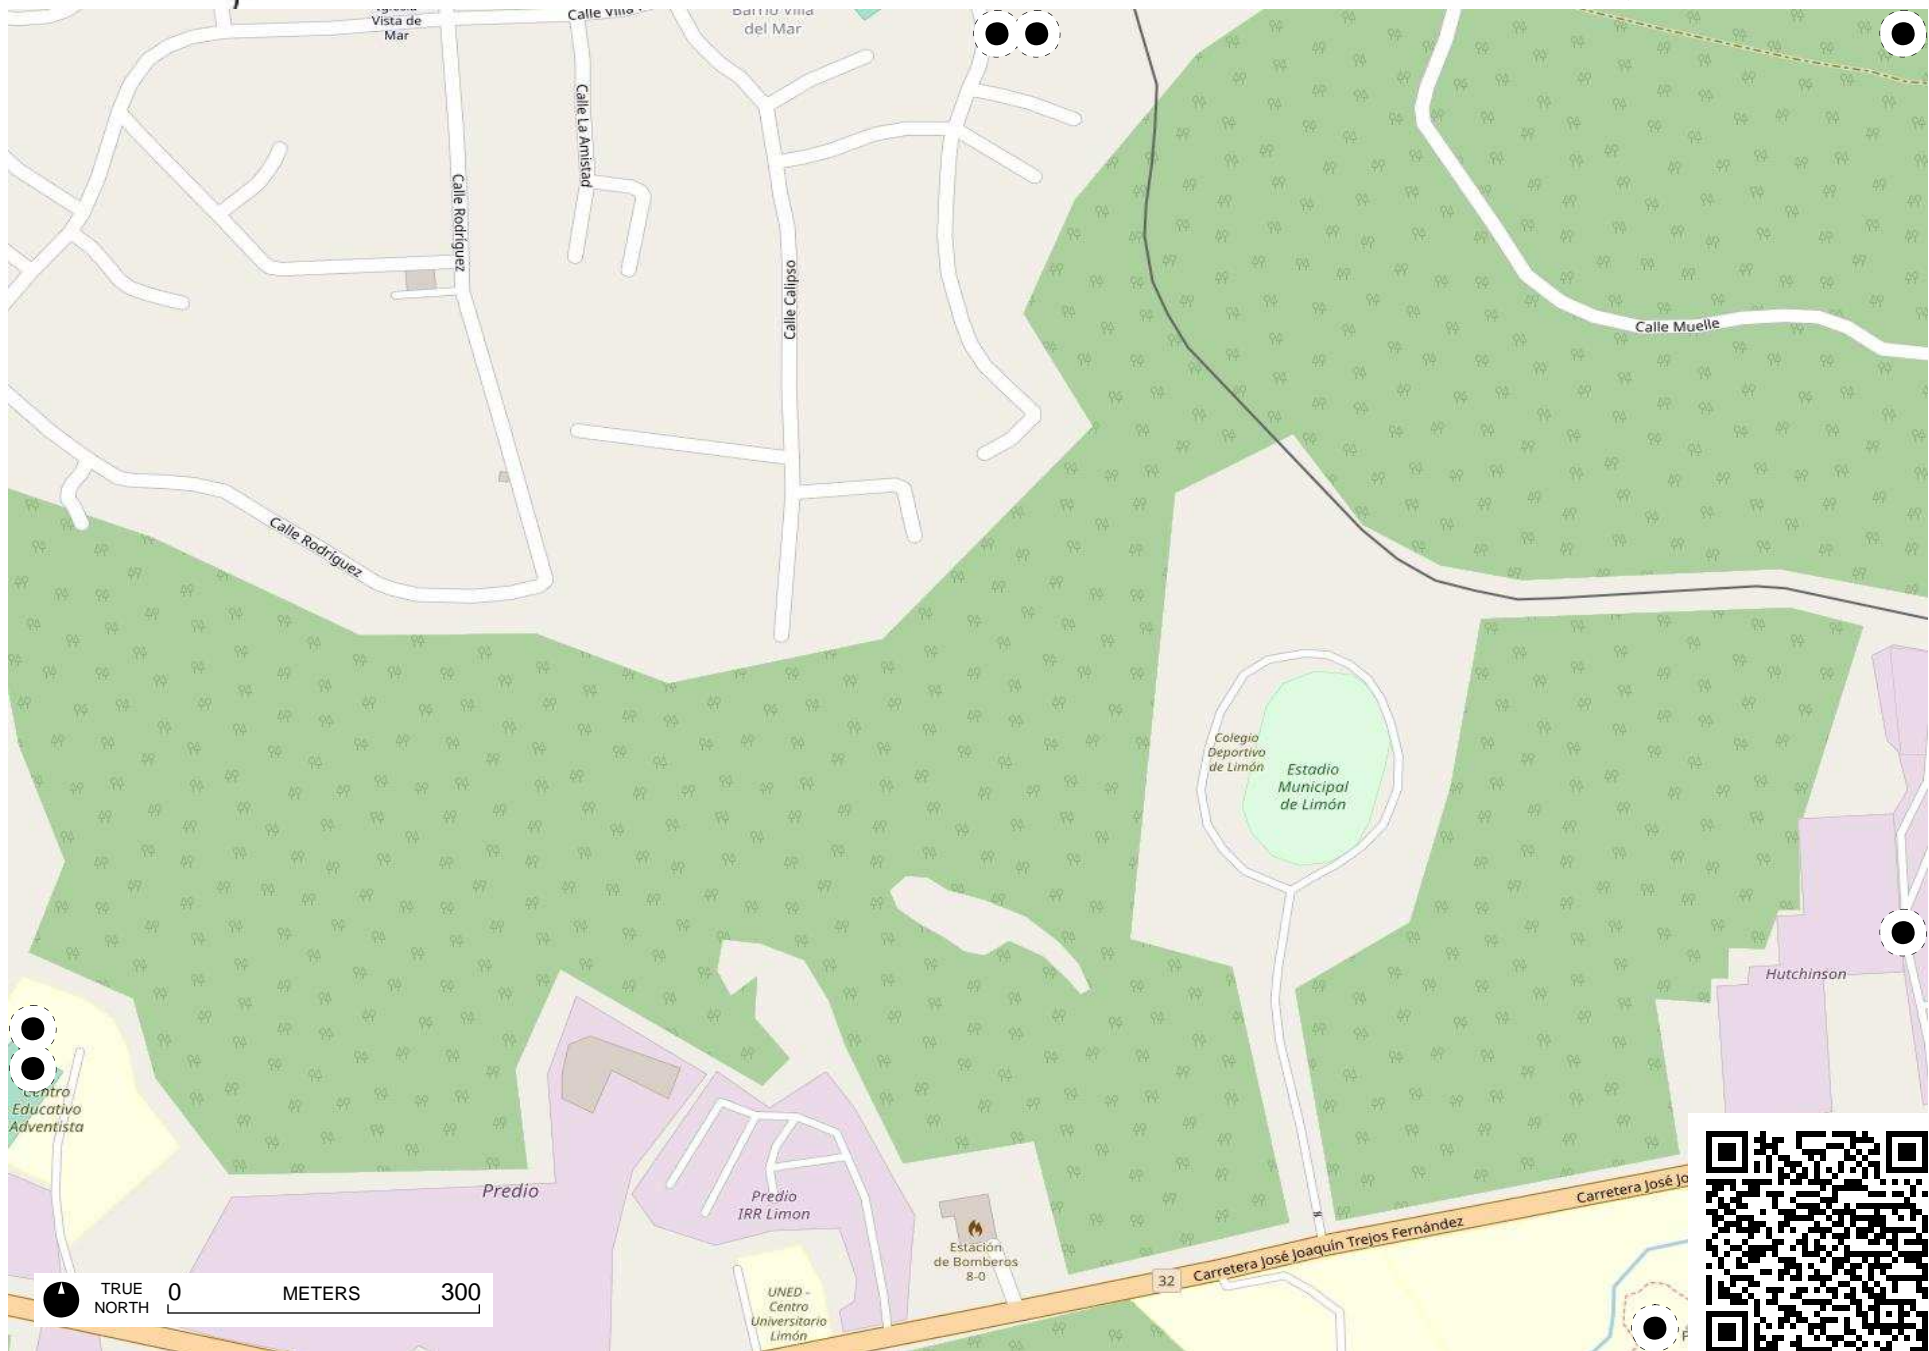 Vista de
Mar
Barrio Villa
del Mar
Calle La Amistad
Calle Rodríguez
Calle Calipso
Calle Muelle
Calle Rodríguez
Colegio
Deportivo
de Limón
Estadio
Municipal
de Limón
Hutchinson
Centro
Educativo
Adventista
Predio
Predio
IRR Limon
Estación
de Bomberos
8-0
Carretera José Jo
Carretera José Joaquín Trejos Fernández
32
UNED -
Centro
Universitario
Limón
TRUE
NORTH
0 METERS 300